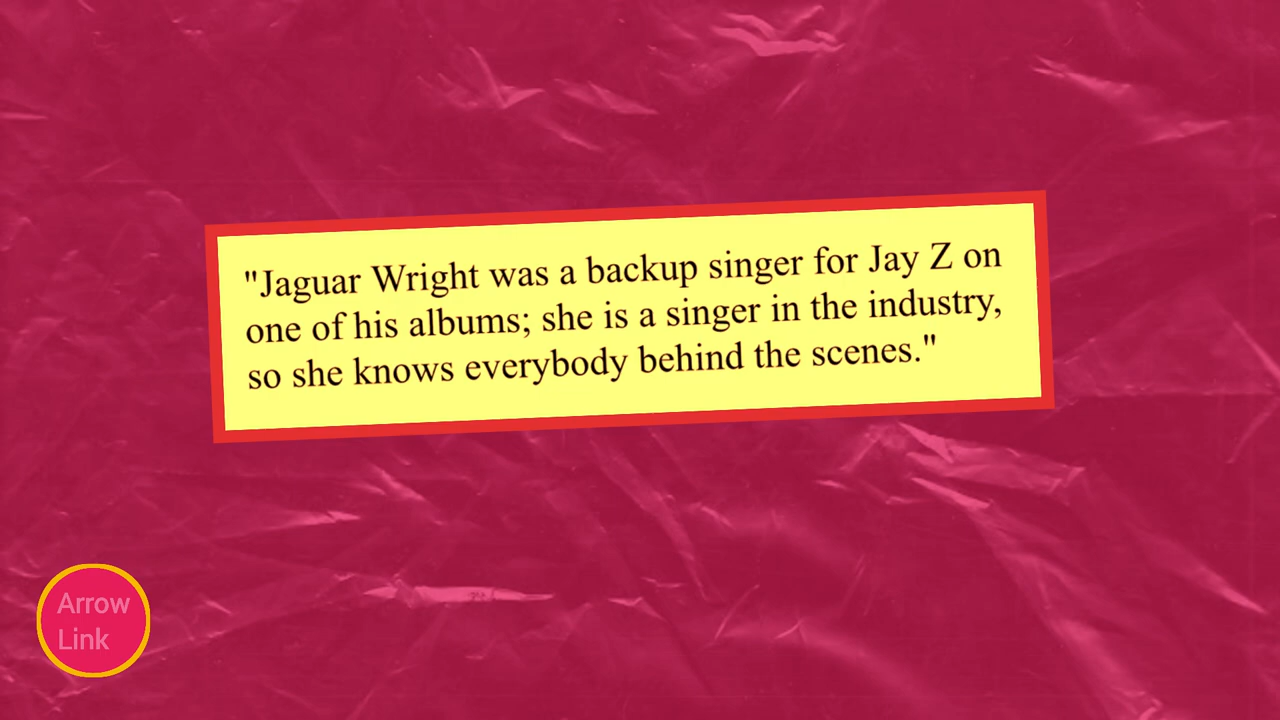 "Jaguar Wright was a backup singer for Jay Z on
one of his albums; she is a singer in the industry,
so she knows everybody behind the scenes."
Arrow
Link